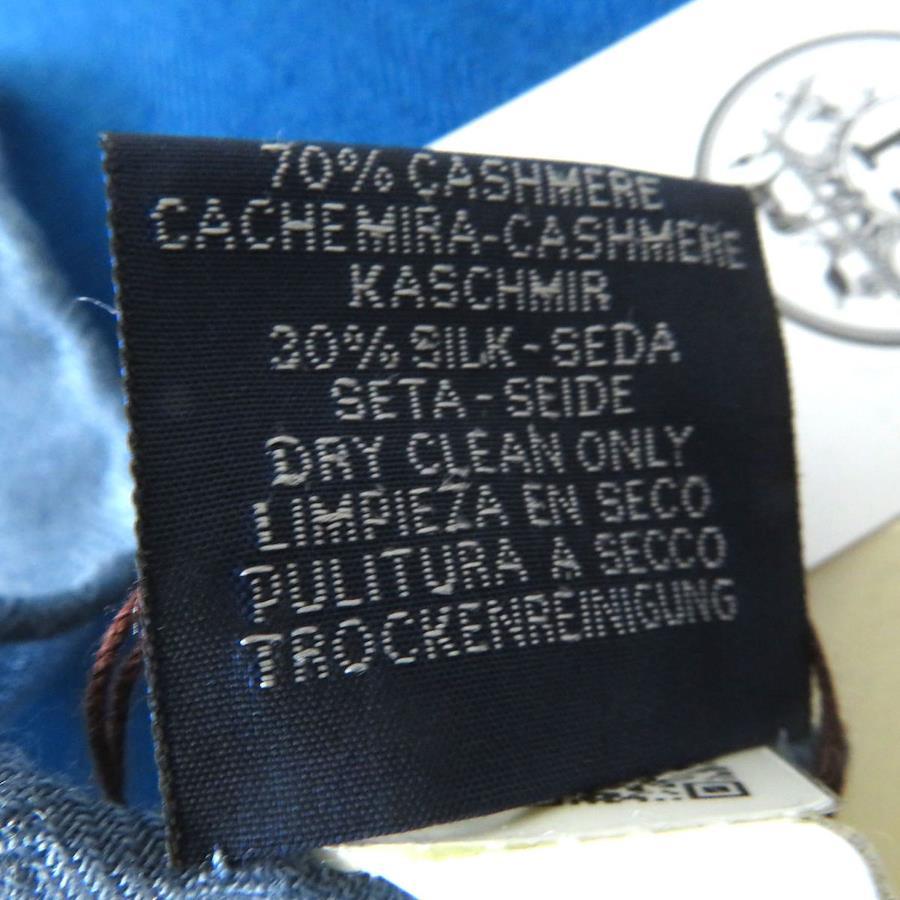 70% CASHMERE
CACHEMIRA-CASHMERE
KASCHMIR
30% SILK-SEDA
SETA-SEIDE
DRY CLEAN ONLY
LIMPIEZA EN SECO
PULITURA A SECCO
TROCKENREINIGUNG